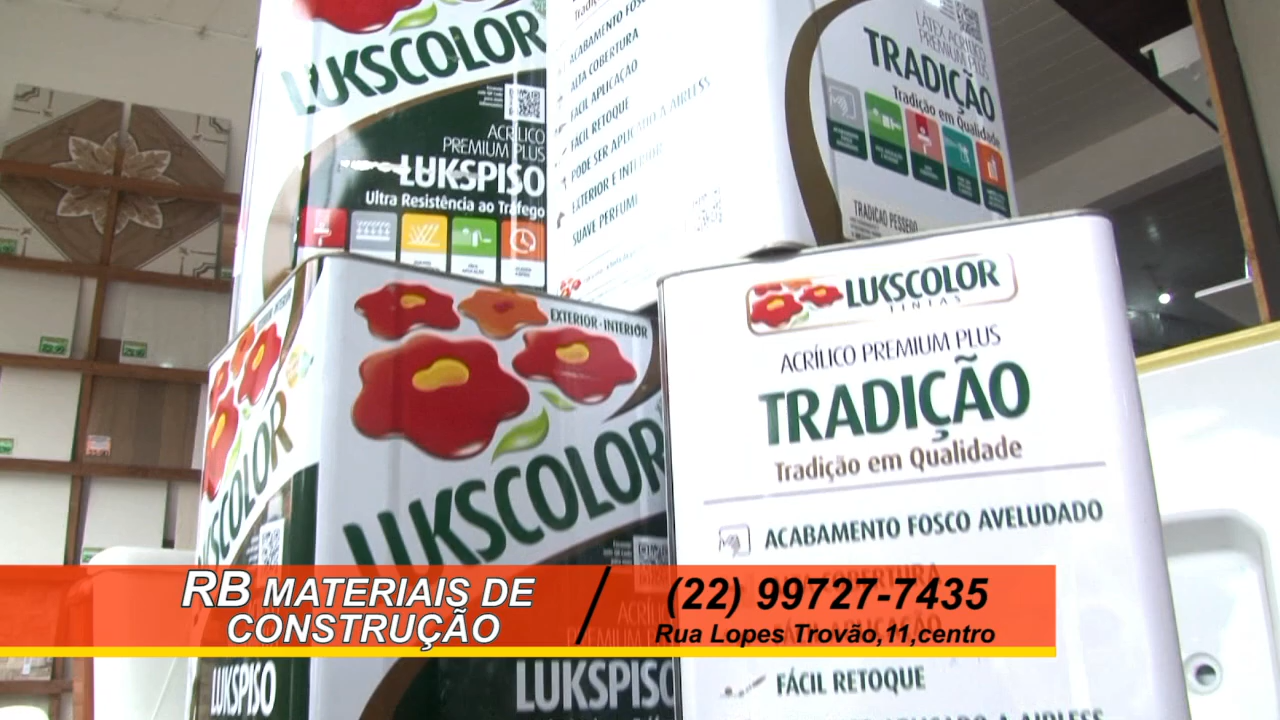 LUKSCOLOR
ACRÍLICO
PREMIUM PLUS
LUKSPISO
Ultra Resistência ao Tráfego
ACABAMENTO FOSCO
ALTA COBERTURA
FÁCIL APLICAÇÃO
FÁCIL RETOQUE
PODE SER APLICADO A AIRLESS
EXTERIOR E INTERIOR
SUAVE PERFUME
LÁTEX ACRÍLICO
PREMIUM PLUS
TRADIÇÃO
Tradição em Qualidade
TRADICAO PESSEGO
LUKSCOLOR
EXTERIOR - INTERIOR
LUKSCOLOR
LUKSCOLOR
TINTAS
ACRÍLICO PREMIUM PLUS
TRADIÇÃO
Tradição em Qualidade
ACABAMENTO FOSCO AVELUDADO
RB MATERIAIS DE
CONSTRUÇÃO
(22) 99727-7435
Rua Lopes Trovão,11,centro
LUKSPISO
LUKSPISO
FÁCIL RETOQUE